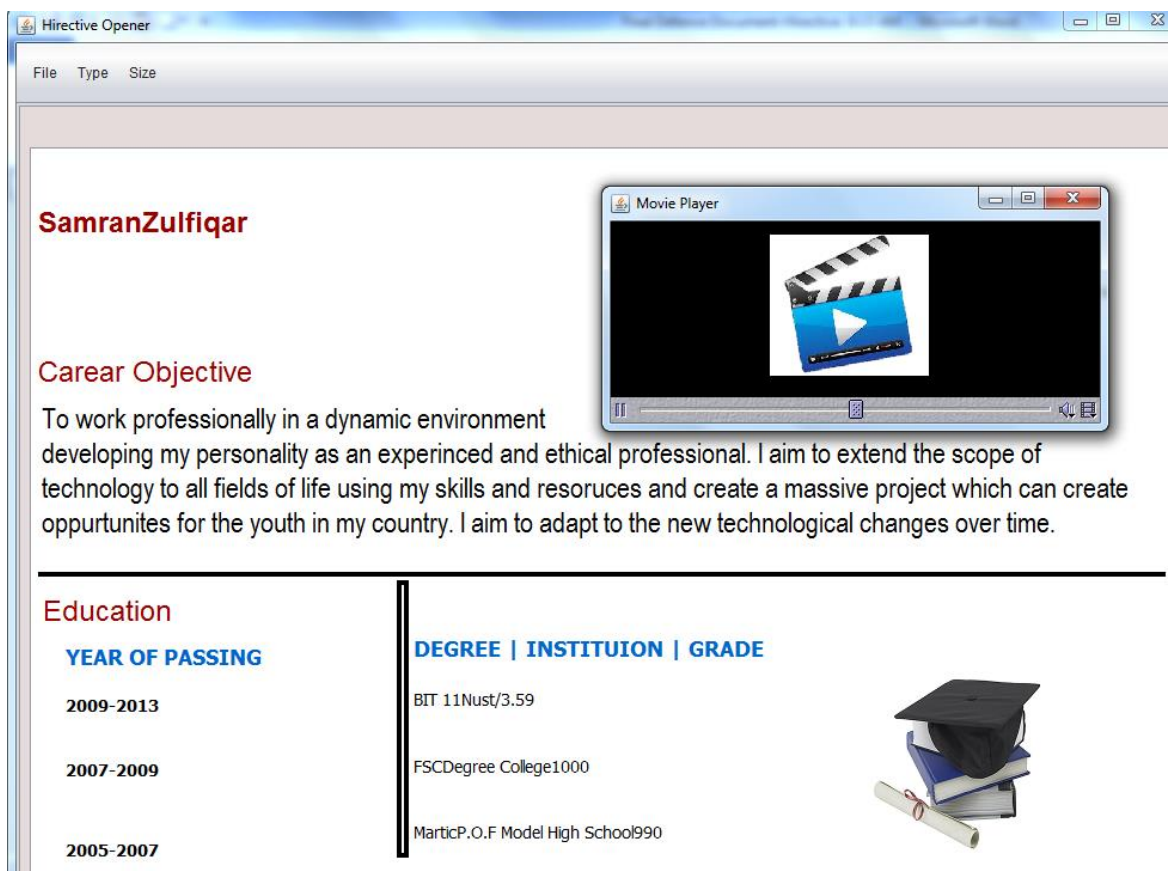 Hirective Opener
File Type Size
SamranZulfiqar
Movie Player
Carear Objective
To work professionally in a dynamic environment
developing my personality as an experinced and ethical professional. I aim to extend the scope of
technology to all fields of life using my skills and resoruces and create a massive project which can create
oppurtunites for the youth in my country. I aim to adapt to the new technological changes over time.
Education
YEAR OF PASSING
DEGREE | INSTITUION | GRADE
2009-2013
BIT 11Nust/3.59
2007-2009
FSCDegree College1000
2005-2007
MarticP.O.F Model High School990